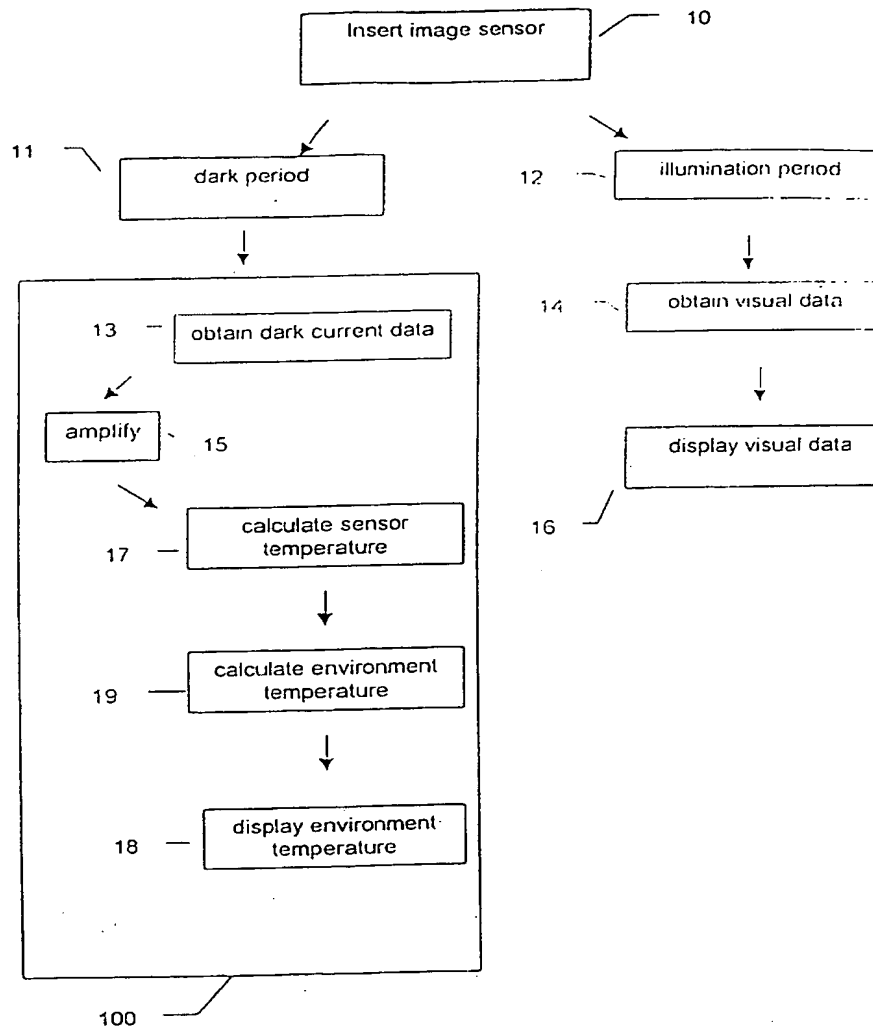 Insert image sensor
10
11
dark period
12
illumination period
13
obtain dark current data
14
obtain visual data
amplify
15
display visual data
16
17
calculate sensor
temperature
19
calculate environment
temperature
18
display environment
temperature
100